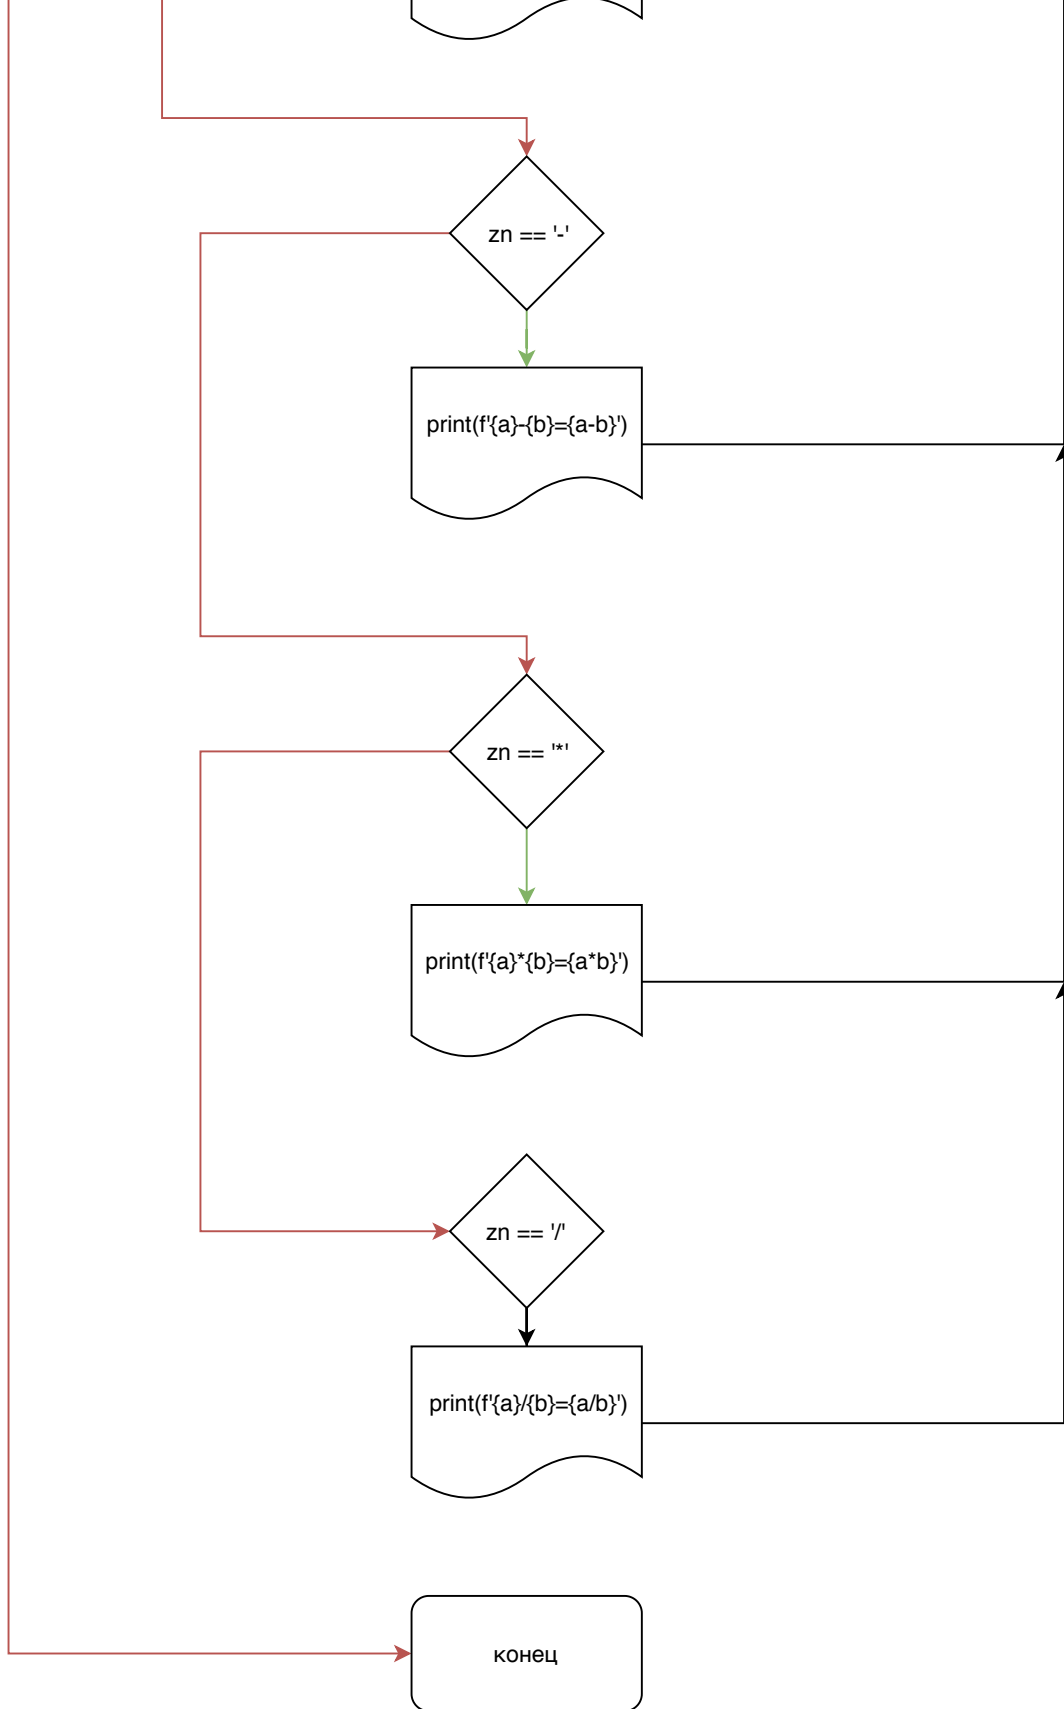 zn == '-'
print(f'{a}-{b}={a-b}')
zn == '*'
print(f'{a}*{b}={a*b}')
zn == '/'
print(f'{a}/{b}={a/b}')
конец